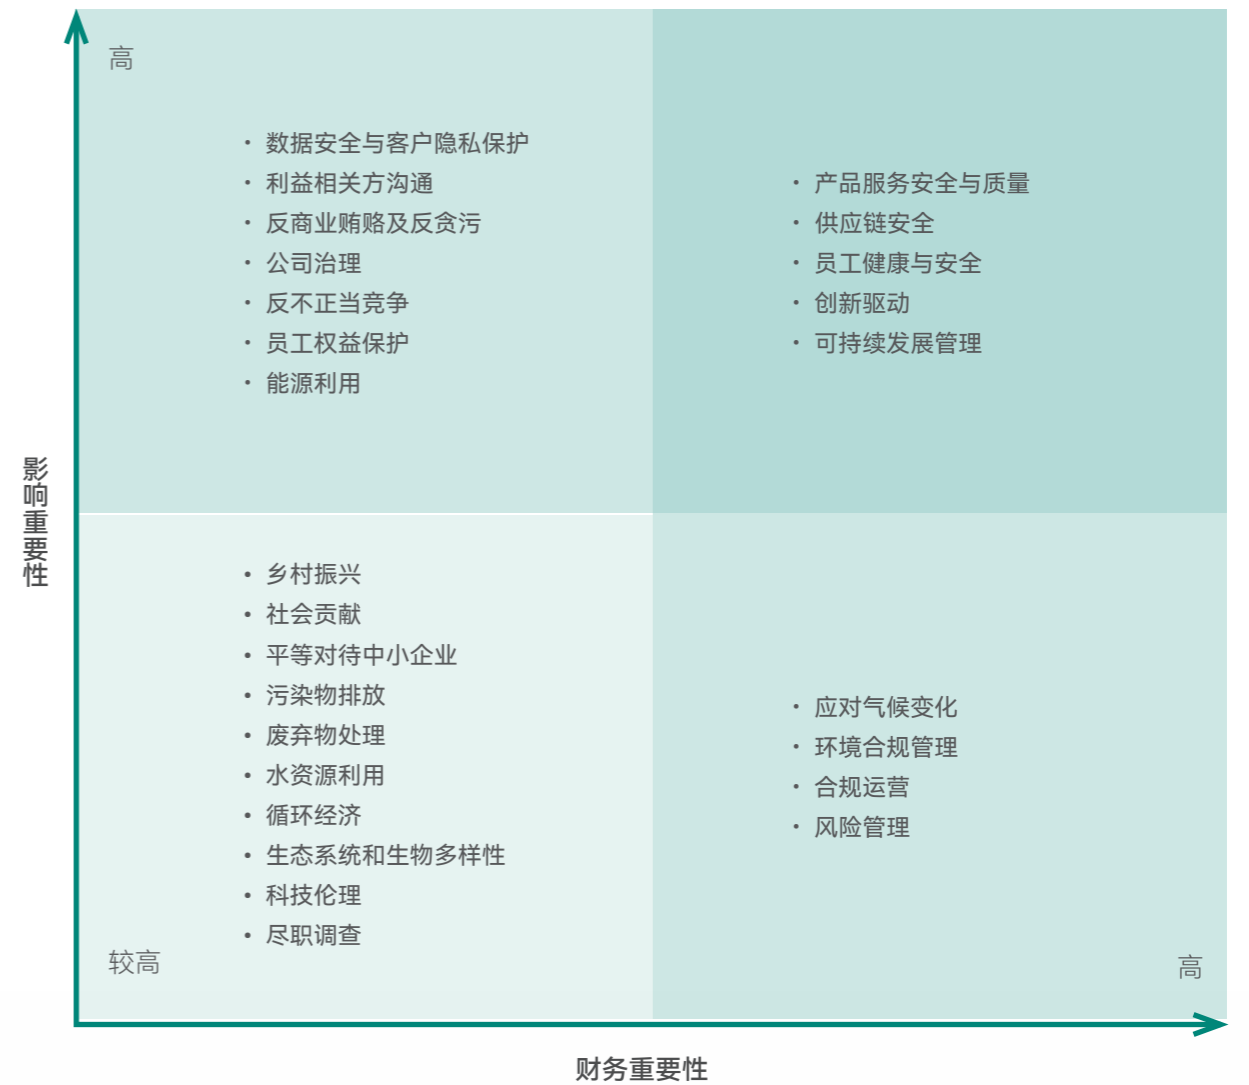 高
· 数据安全与客户隐私保护
· 利益相关方沟通
· 反商业贿赂及反贪污
· 公司治理
· 反不正当竞争
· 员工权益保护
· 能源利用
· 产品服务安全与质量
· 供应链安全
· 员工健康与安全
· 创新驱动
· 可持续发展管理
影响重要性
· 乡村振兴
· 社会贡献
· 平等对待中小企业
· 污染物排放
· 废弃物处理
· 水资源利用
· 循环经济
· 生态系统和生物多样性
· 科技伦理
· 尽职调查
较高
· 应对气候变化
· 环境合规管理
· 合规运营
· 风险管理
高
财务重要性